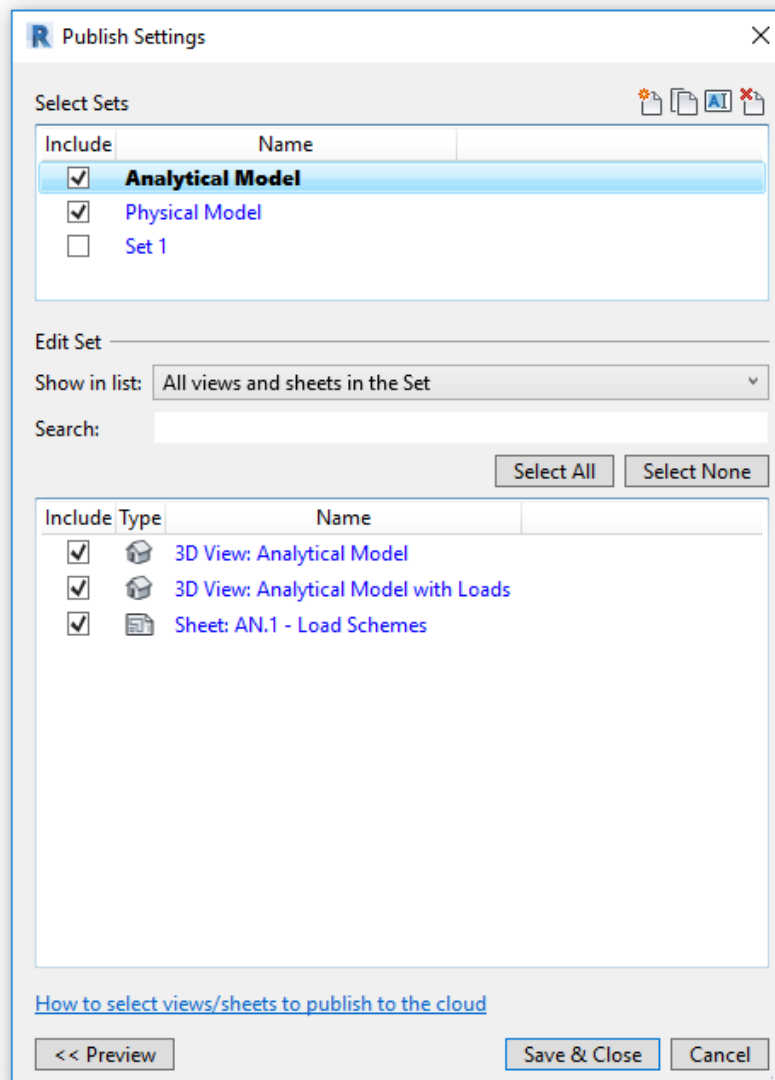 Publish Settings
Select Sets
Include Name
Analytical Model
Physical Model
Set 1
Edit Set
Show in list: All views and sheets in the Set
Search:
Select All Select None
Include Type Name
3D View: Analytical Model
3D View: Analytical Model with Loads
Sheet: AN.1 - Load Schemes
How to select views/sheets to publish to the cloud
<< Preview Save & Close Cancel